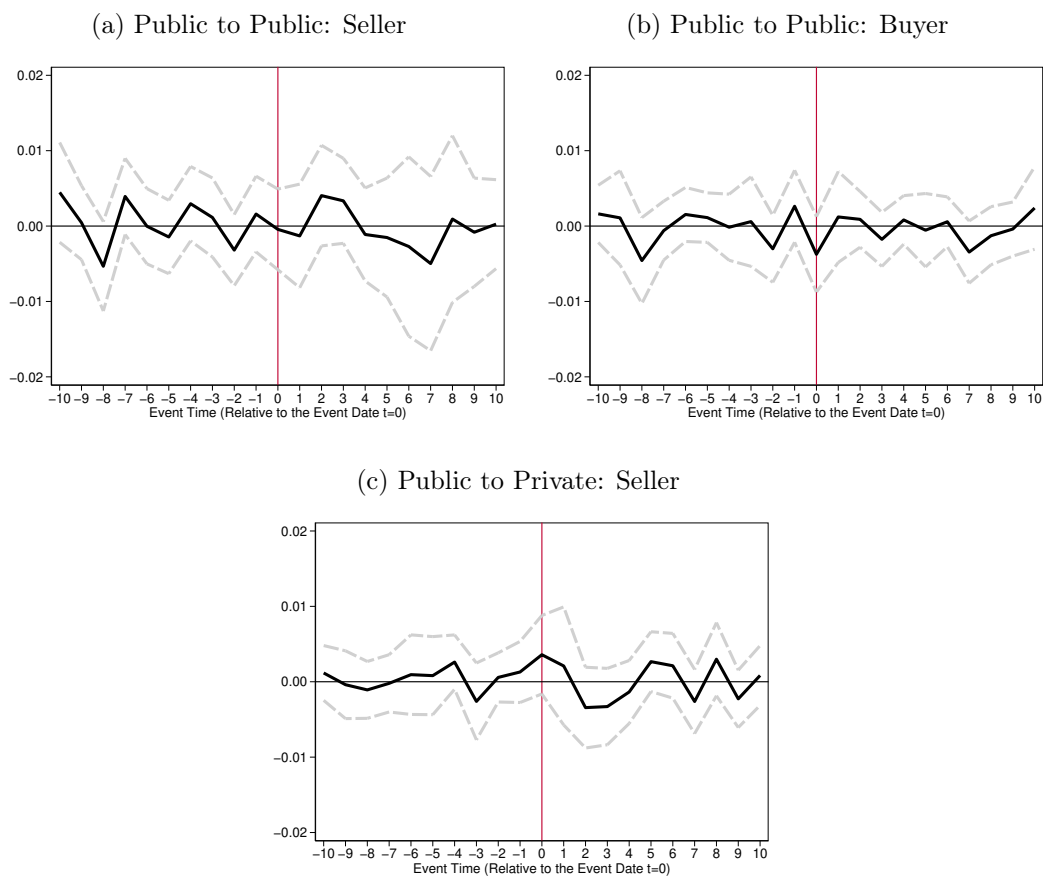 (a) Public to Public: Seller
(b) Public to Public: Buyer
0.02
0.01
0.00
−0.01
−0.02
−10 −9 −8 −7 −6 −5 −4 −3 −2 −1 0 1 2 3 4 5 6 7 8 9 10
Event Time (Relative to the Event Date t=0)
0.02
0.01
0.00
−0.01
−0.02
−10 −9 −8 −7 −6 −5 −4 −3 −2 −1 0 1 2 3 4 5 6 7 8 9 10
Event Time (Relative to the Event Date t=0)
(c) Public to Private: Seller
0.02
0.01
0.00
−0.01
−0.02
−10 −9 −8 −7 −6 −5 −4 −3 −2 −1 0 1 2 3 4 5 6 7 8 9 10
Event Time (Relative to the Event Date t=0)